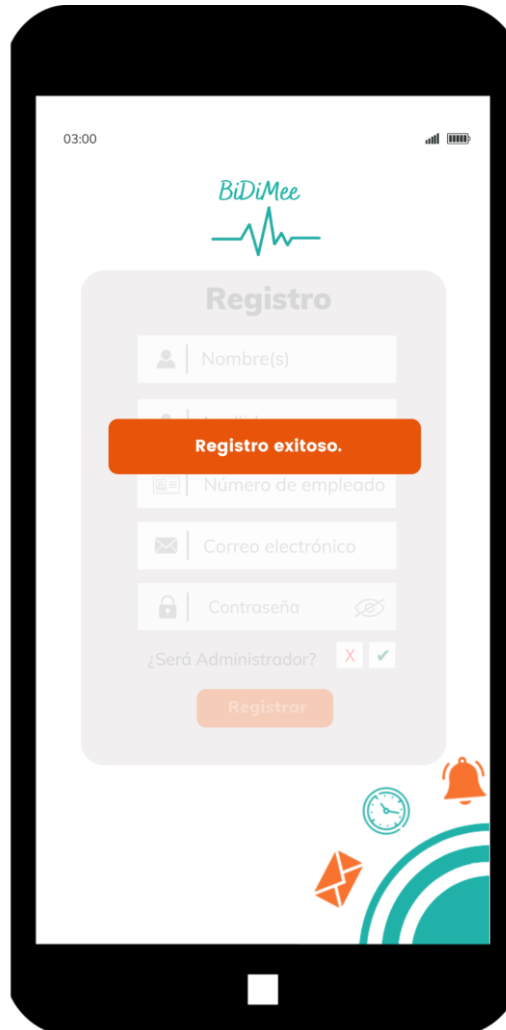 03:00
BiDiMee
Registro
Nombre(s)
Registro exitoso.
Número de empleado
Correo electrónico
Contraseña
¿Será Administrador? X ✔
Registrar